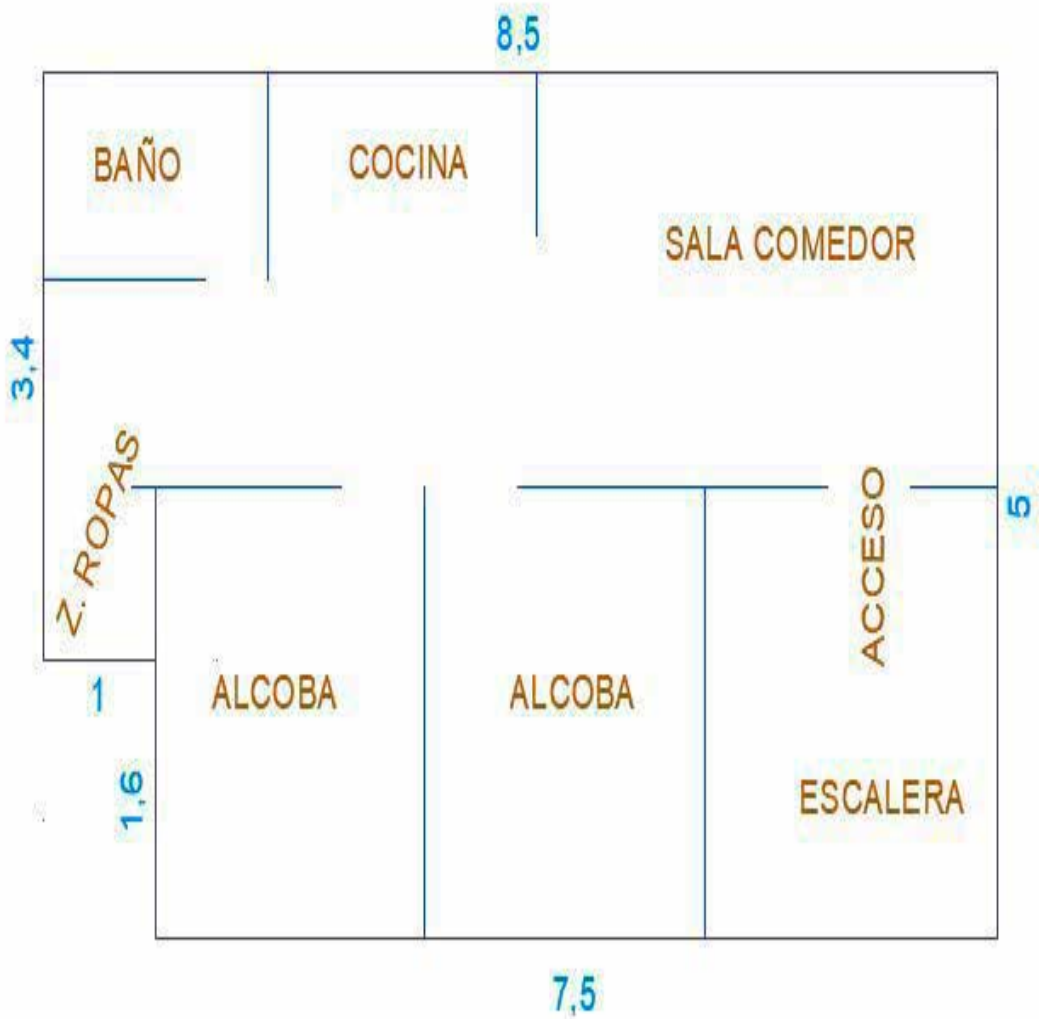 8,5
BAÑO
COCINA
SALA COMEDOR
3,4
Z. ROPAS
ACCESO
5
1
ALCOBA
ALCOBA
1,6
ESCALERA
7,5